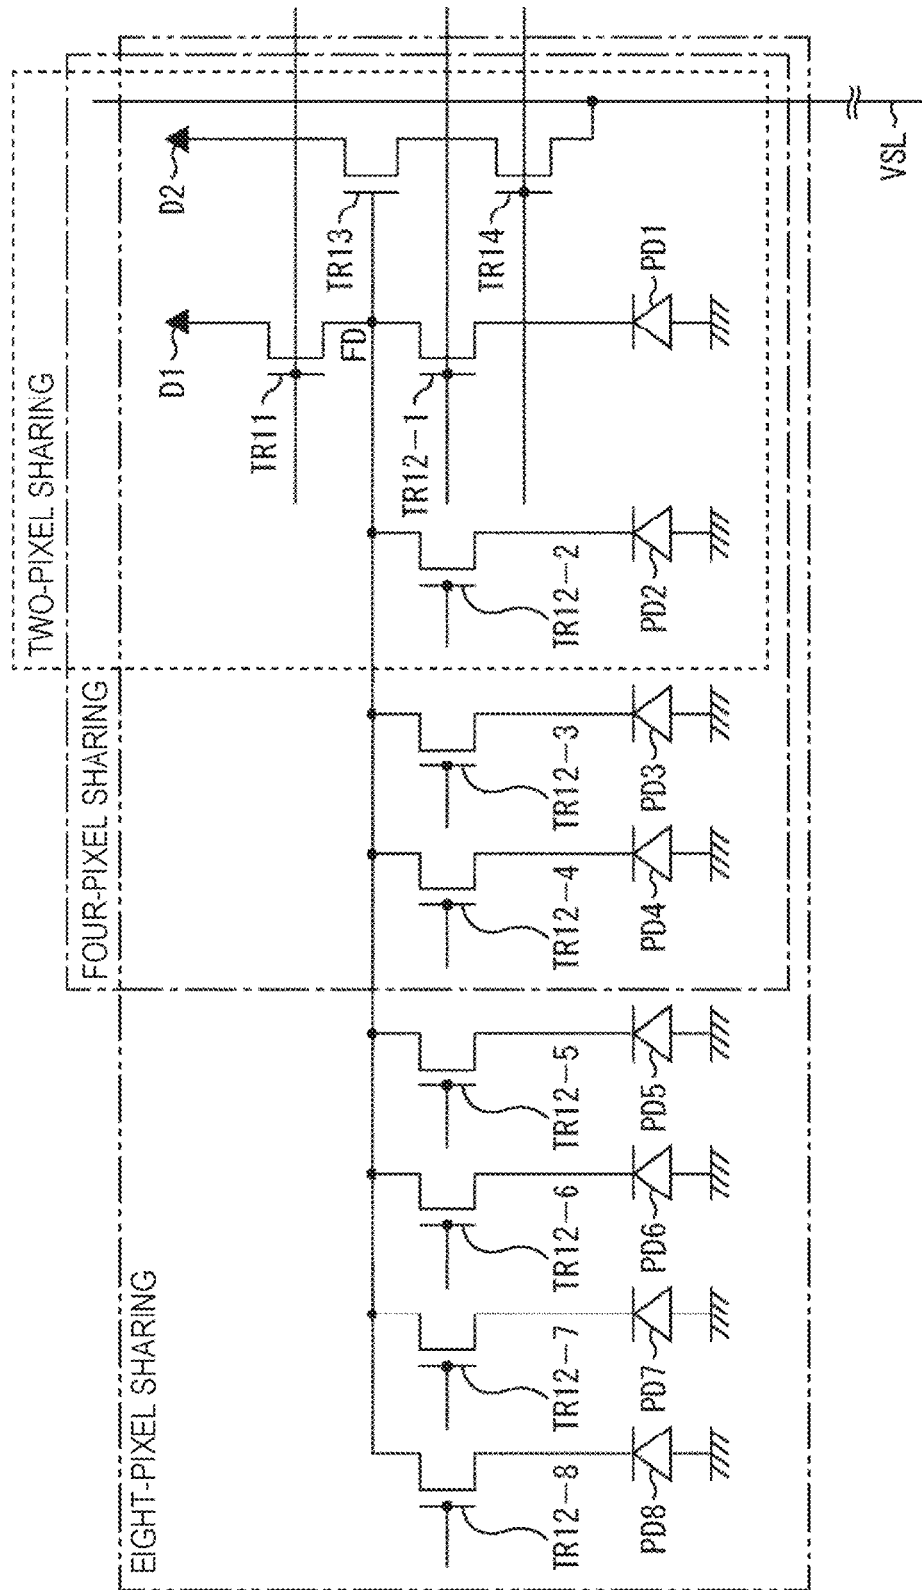 EIGHT-PIXEL SHARING
FOUR-PIXEL SHARING
TWO-PIXEL SHARING
D1
D2
TR11
TR13
FD
TR12-1
TR14
TR12-8
TR12-7
TR12-6
TR12-5
TR12-4
TR12-3
TR12-2
PD8
PD7
PD6
PD5
PD4
PD3
PD2
PD1
VSL